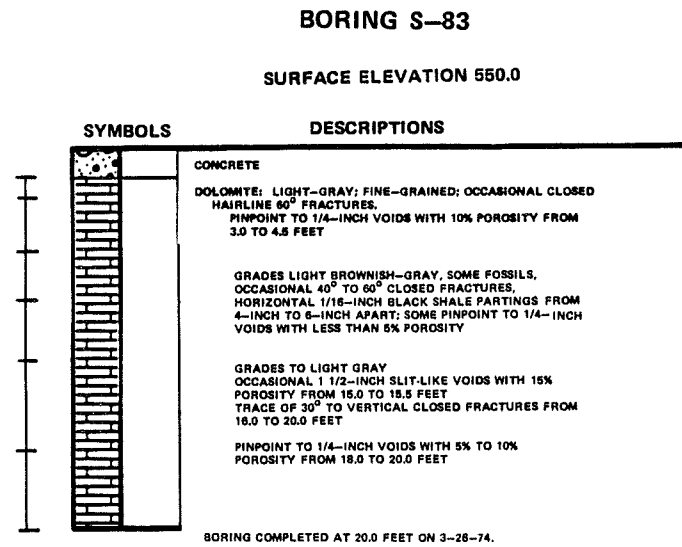 BORING S–83
SURFACE ELEVATION 550.0
SYMBOLS DESCRIPTIONS
CONCRETE
DOLOMITE: LIGHT–GRAY; FINE–GRAINED; OCCASIONAL CLOSED
HAIRLINE 60° FRACTURES,
PINPOINT TO 1/4–INCH VOIDS WITH 10% POROSITY FROM
3.0 TO 4.5 FEET
GRADES LIGHT BROWNISH–GRAY, SOME FOSSILS,
OCCASIONAL 40° TO 60° CLOSED FRACTURES,
HORIZONTAL 1/16–INCH BLACK SHALE PARTINGS FROM
4–INCH TO 6–INCH APART; SOME PINPOINT TO 1/4–INCH
VOIDS WITH LESS THAN 5% POROSITY
GRADES TO LIGHT GRAY
OCCASIONAL 1 1/2–INCH SLIT-LIKE VOIDS WITH 15%
POROSITY FROM 15.0 TO 15.5 FEET
TRACE OF 30° TO VERTICAL CLOSED FRACTURES FROM
16.0 TO 20.0 FEET
PINPOINT TO 1/4–INCH VOIDS WITH 5% TO 10%
POROSITY FROM 18.0 TO 20.0 FEET
BORING COMPLETED AT 20.0 FEET ON 3–26–74.